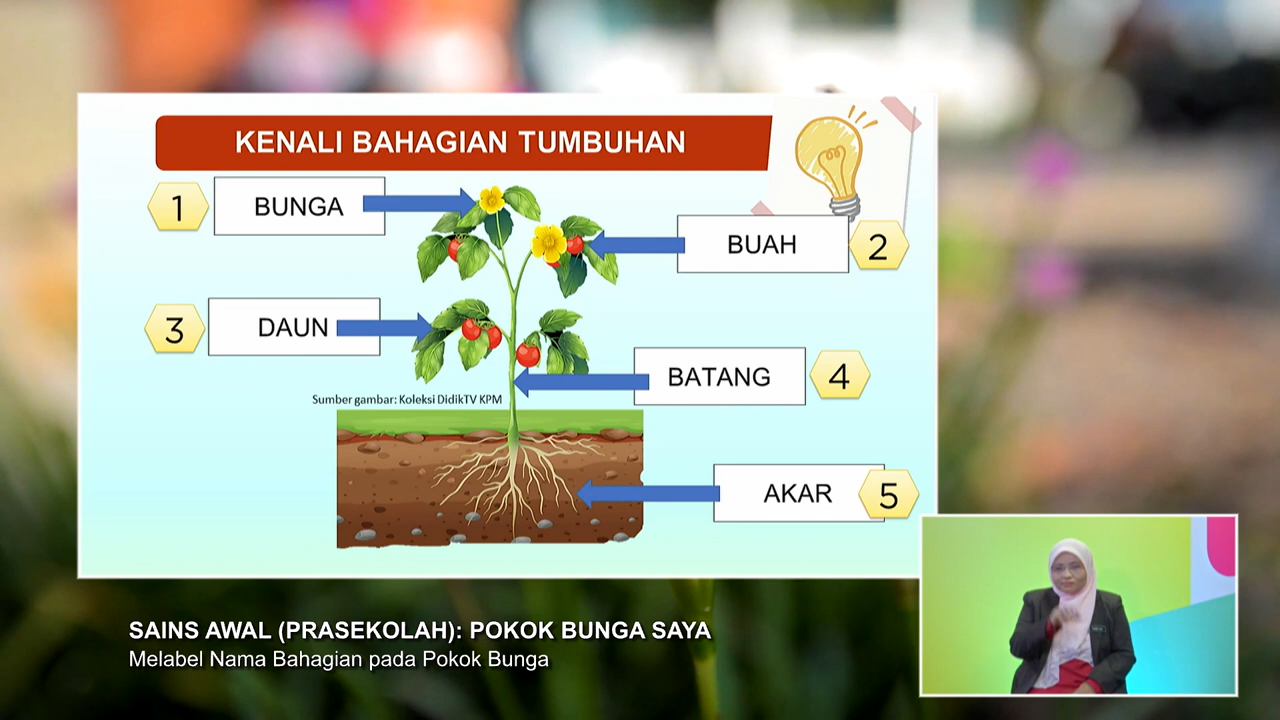 KENALI BAHAGIAN TUMBUHAN
1
BUNGA
BUAH
2
3
DAUN
BATANG
4
Sumber gambar: Koleksi DidikTV KPM
AKAR
5
SAINS AWAL (PRASEKOLAH): POKOK BUNGA SAYA
Melabel Nama Bahagian pada Pokok Bunga